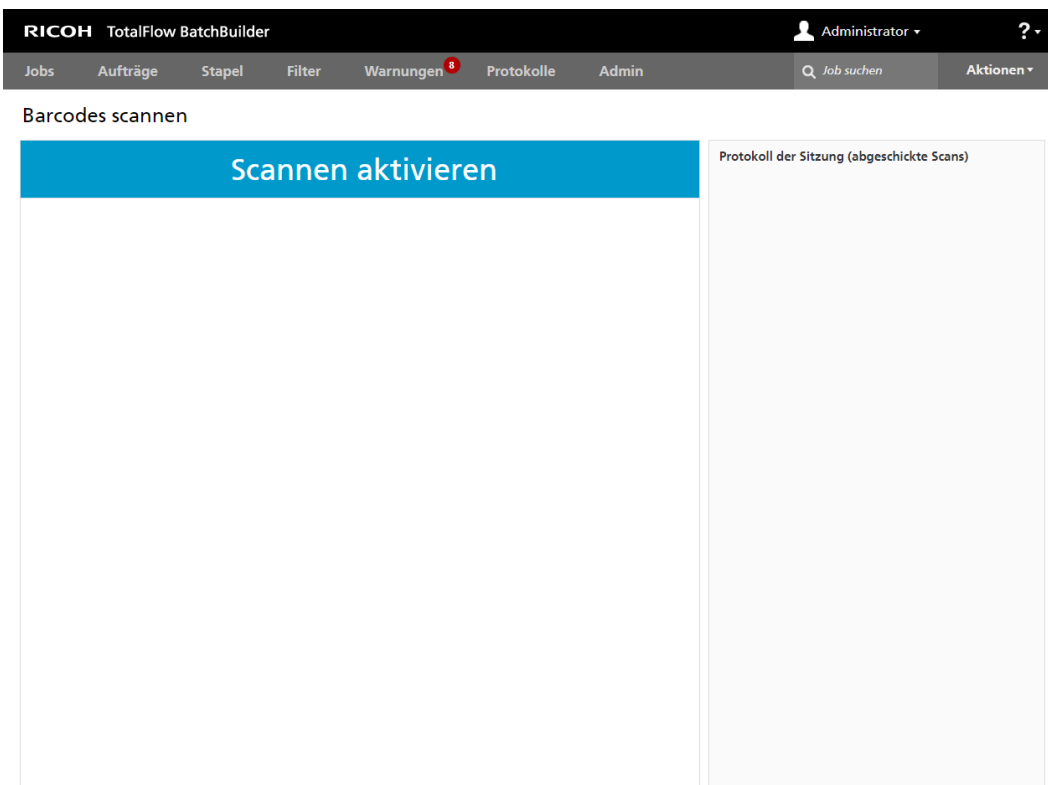 RICOH TotalFlow BatchBuilder Administrator ?
Jobs Aufträge Stapel Filter Warnungen 8 Protokolle Admin Job suchen Aktionen
Barcodes scannen
Scannen aktivieren
Protokoll der Sitzung (abgeschickte Scans)